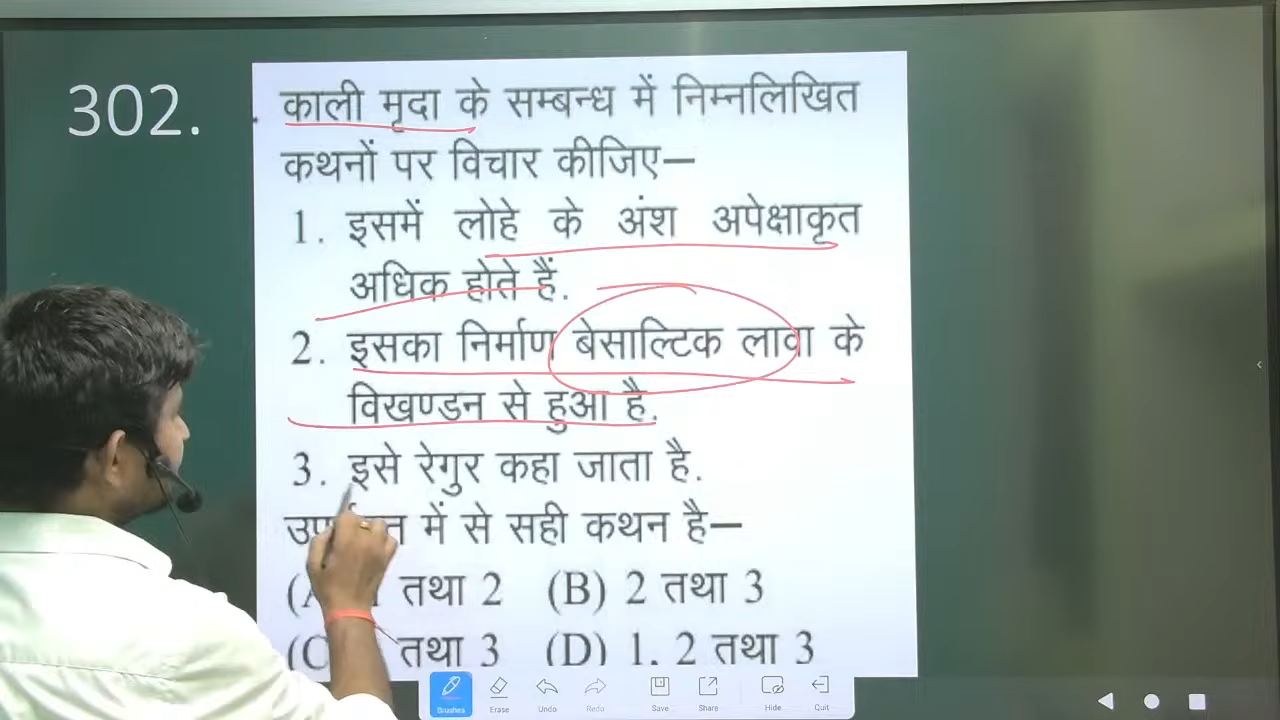 302.
काली मृदा के सम्बन्ध में निम्नलिखित
कथनों पर विचार कीजिए—
1. इसमें लोहे के अंश अपेक्षाकृत
अधिक होते हैं.
2. इसका निर्माण बेसाल्टिक लावा के
विखण्डन से हुआ है.
3. इसे रेगुर कहा जाता है.
में से सही कथन है—
तथा 2 (B) 2 तथा 3
तथा 3 (D) 1, 2 तथा 3
Brushes Erase Undo Redo Save Share Hide Quit